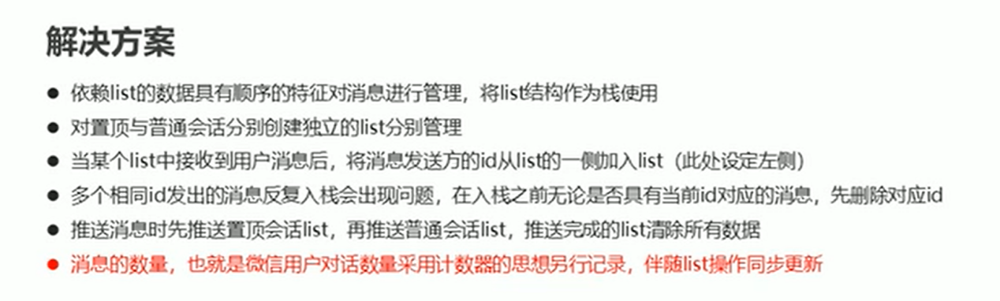 解决方案
● 依赖list的数据具有顺序的特征对消息进行管理，将list结构作为栈使用
● 对置顶与普通会话分别创建独立的list分别管理
● 当某个list中接收到用户消息后，将消息发送方的id从list的一侧加入list（此处设定左侧）
● 多个相同id发出的消息反复入栈会出现问题，在入栈之前无论是否具有当前id对应的消息，先删除对应id
● 推送消息时先推送置顶会话list，再推送普通会话list，推送完成的list清除所有数据
● 消息的数量，也就是微信用户对话数量采用计数器的思想另行记录，伴随list操作同步更新